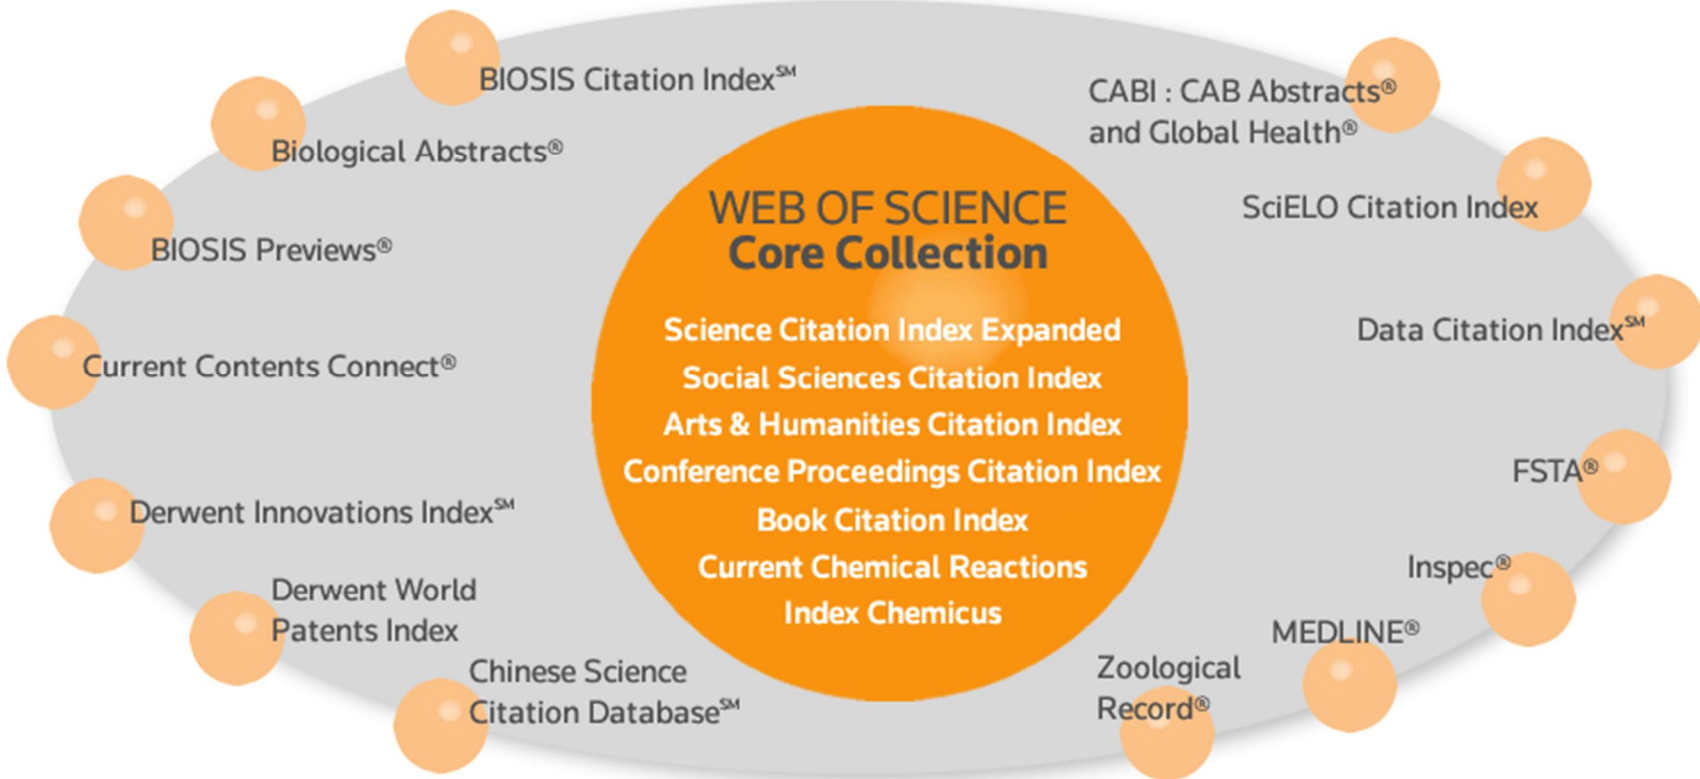 BIOSIS Citation Index℠
Biological Abstracts®
BIOSIS Previews®
Current Contents Connect®
Derwent Innovations Index℠
Derwent World
Patents Index
Chinese Science
Citation Database℠
WEB OF SCIENCE
Core Collection
Science Citation Index Expanded
Social Sciences Citation Index
Arts & Humanities Citation Index
Conference Proceedings Citation Index
Book Citation Index
Current Chemical Reactions
Index Chemicus
CABI : CAB Abstracts®
and Global Health®
SciELO Citation Index
Data Citation Index℠
FSTA®
Inspec®
MEDLINE®
Zoological
Record®